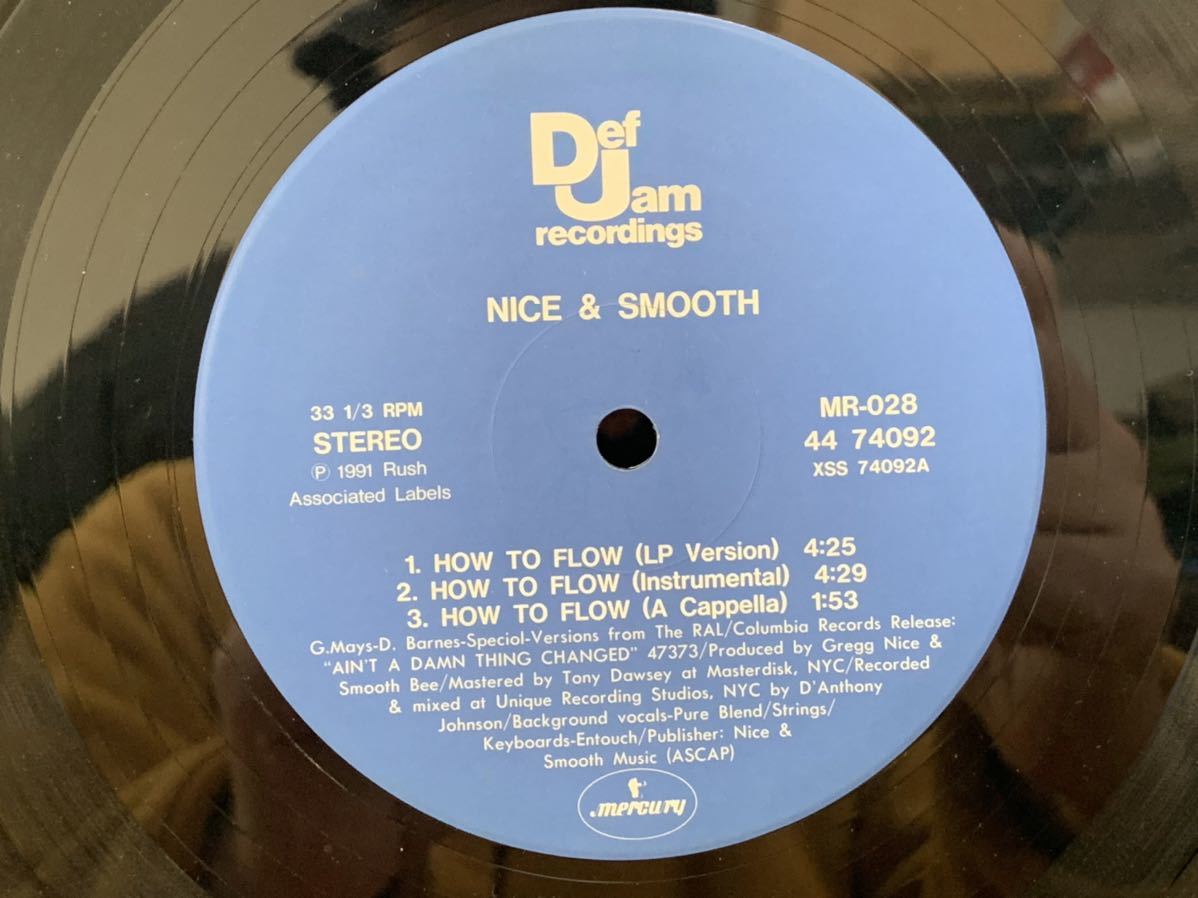 Def
Jam
recordings
NICE & SMOOTH
33 1/3 RPM
STEREO
℗ 1991 Rush
Associated Labels
MR-028
44 74092
XSS 74092A
1. HOW TO FLOW (LP Version) 4:25
2. HOW TO FLOW (Instrumental) 4:29
3. HOW TO FLOW (A Cappella) 1:53
G.Mays-D. Barnes-Speciol-Versions from The RAL/Columbia Records Release:
"AIN'T A DAMN THING CHANGED" 47373/Produced by Gregg Nice &
Smooth Bee/Mastered by Tony Dawsey at Masterdisk, NYC/Recorded
& mixed at Unique Recording Studios, NYC by D'Anthony
Johnson/Background vocals-Pure Blend/Strings/
Keyboards-Entouch/Publisher: Nice &
Smooth Music (ASCAP)
mercury